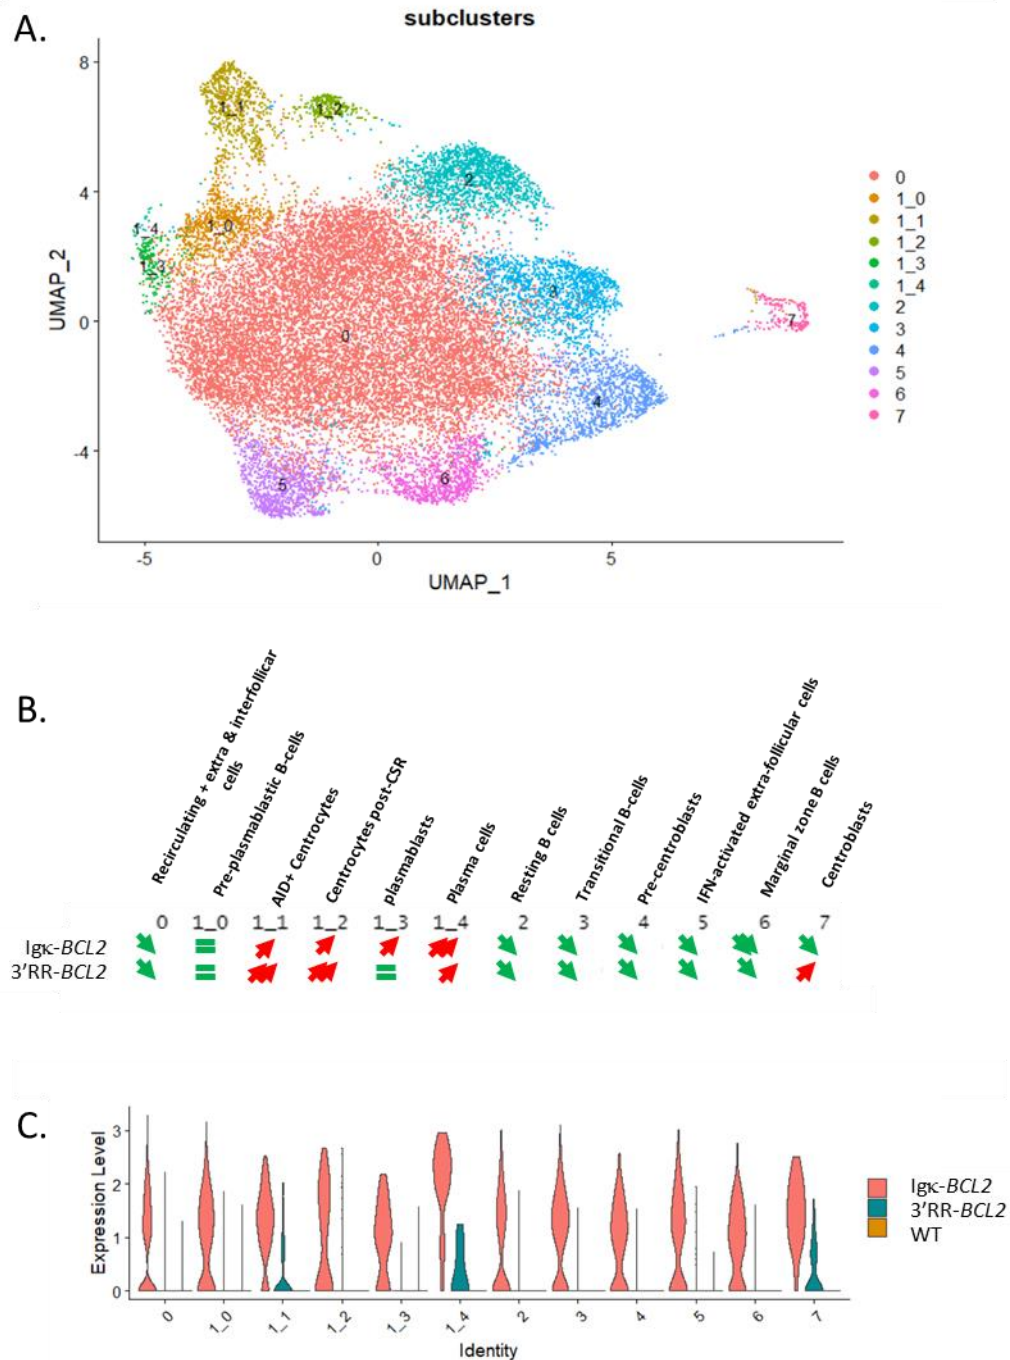 A.
subclusters
8
4
0
-4
UMAP_2
-5
0
5
UMAP_1
1_1
1_2
2
1_4
1_0
1_3
3
7
0
4
5
6
0
1_0
1_1
1_2
1_3
1_4
2
3
4
5
6
7
B.
Recirculating + extra & interfollicar
cells
Pre-plasmablastic B-cells
AID+ Centrocytes
Centrocytes post-CSR
plasmablasts
Plasma cells
Resting B cells
Transitional B-cells
Pre-centroblasts
IFN-activated extra-follicular cells
Marginal zone B cells
Centroblasts
0 1_0 1_1 1_2 1_3 1_4 2 3 4 5 6 7
Igκ-BCL2
3'RR-BCL2
C.
Expression Level
3
2
1
0
0 1_0 1_1 1_2 1_3 1_4 2 3 4 5 6 7
Identity
Igκ-BCL2
3'RR-BCL2
WT